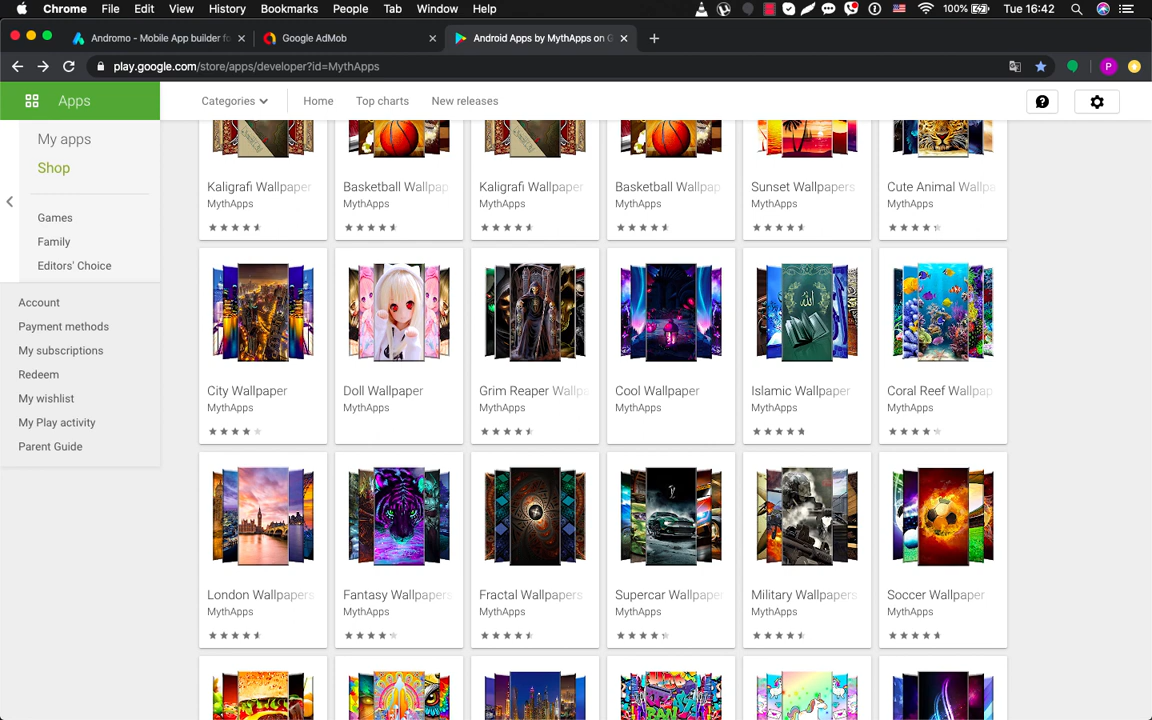 Chrome File Edit View History Bookmarks People Tab Window Help 100% Tue 16:42
Andromo - Mobile App builder fo
Google AdMob
Android Apps by MythApps on G
play.google.com/store/apps/developer?id=MythApps
Apps
Categories Home Top charts New releases
My apps
Shop
Games
Family
Editors' Choice
Account
Payment methods
My subscriptions
Redeem
My wishlist
My Play activity
Parent Guide
Kaligrafi Wallpaper Basketball Wallpap Kaligrafi Wallpaper Basketball Wallpap Sunset Wallpapers Cute Animal Wallpa
MythApps MythApps MythApps MythApps MythApps MythApps
الله
City Wallpaper Doll Wallpaper Grim Reaper Wallpa Cool Wallpaper Islamic Wallpaper Coral Reef Wallpap
MythApps MythApps MythApps MythApps MythApps MythApps
London Wallpapers Fantasy Wallpapers Fractal Wallpapers Supercar Wallpaper Military Wallpapers Soccer Wallpaper
MythApps MythApps MythApps MythApps MythApps MythApps